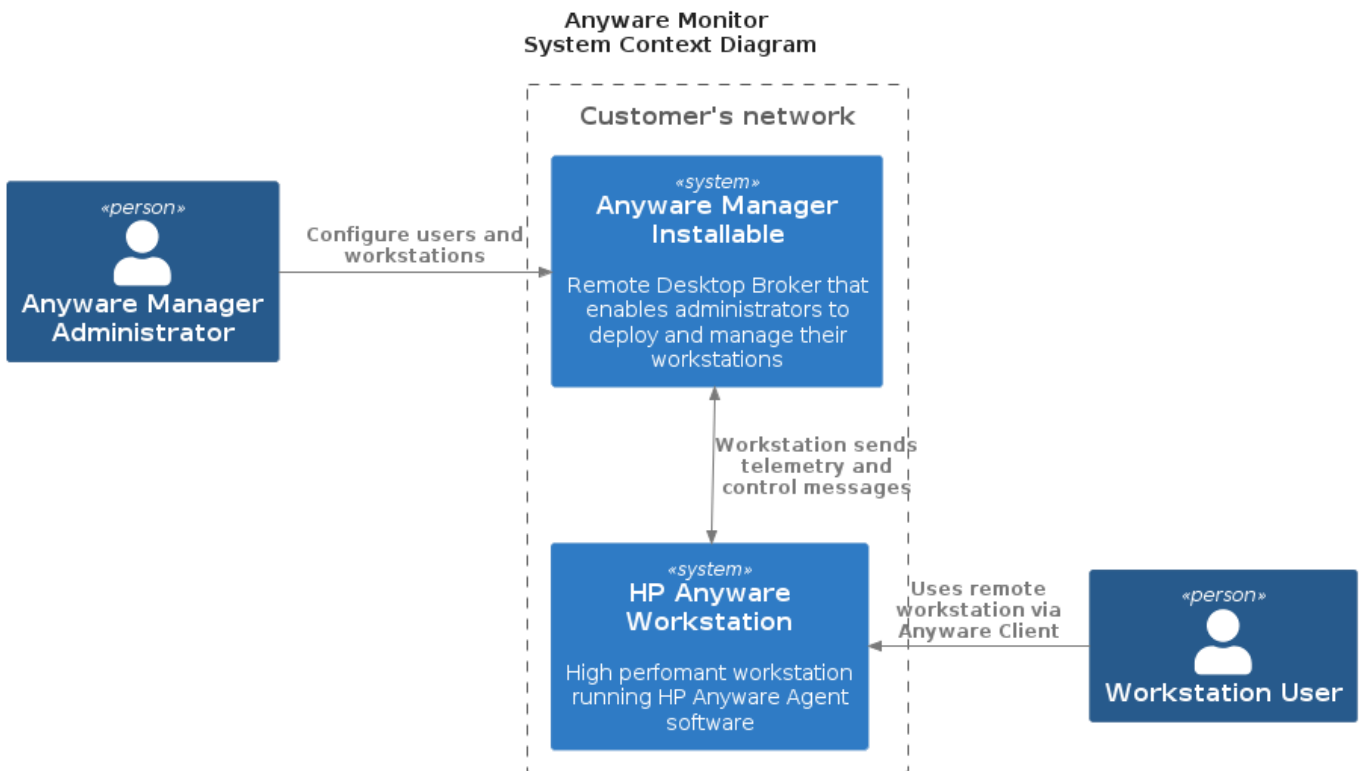 Anyware Monitor
System Context Diagram
Customer's network
«person»
Anyware Manager
Administrator
Configure users and
workstations
«system»
Anyware Manager
Installable
Remote Desktop Broker that
enables administrators to
deploy and manage their
workstations
Workstation sends
telemetry and
control messages
«system»
HP Anyware
Workstation
High perfomant workstation
running HP Anyware Agent
software
Uses remote
workstation via
Anyware Client
«person»
Workstation User